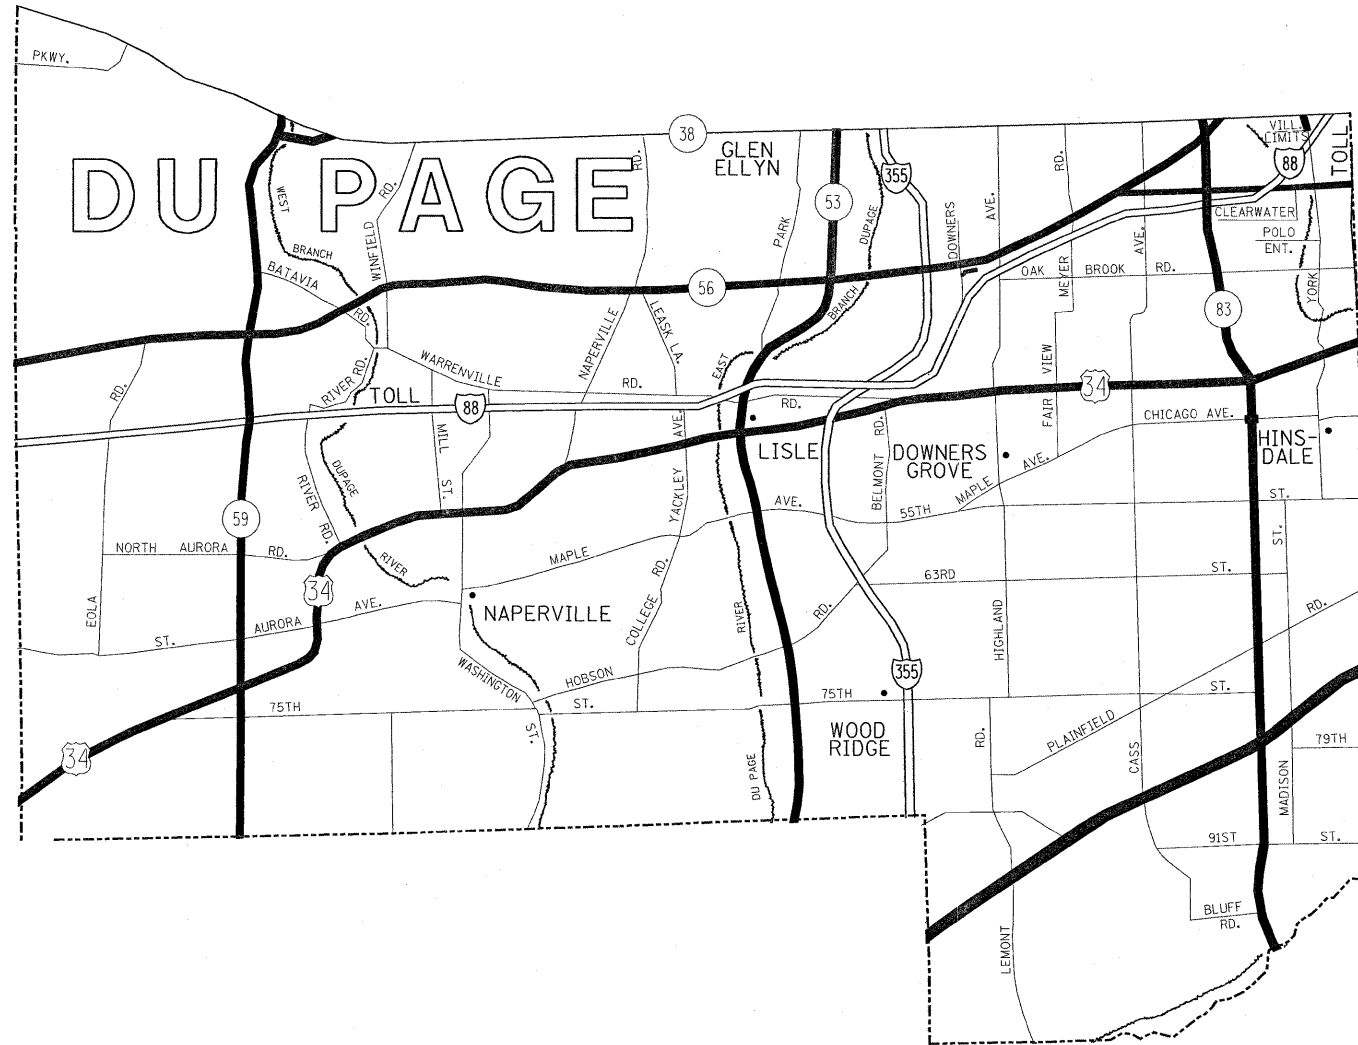 PKWY.
DU PAGE
38
GLEN
ELLYN
53
355
VILL.
LIMITS
88
TOLL
WEST
BRANCH
BATAVIA
RD.
WINFIELD
RD.
RD.
NAPERVILLE
PARK
DUPAGE
BRANCH
EAST
DOWNERS
AVE.
RD.
MEYER
AVE.
CLEARWATER
POLO
ENT.
OAK BROOK RD.
YORK
56
83
LEASK LA.
WARRENVILLE
RD.
RD.
RIVER RD.
TOLL
88
34
FAIR VIEW
CHICAGO AVE.
HINS-
DALE
RD.
MILL
ST.
AVE.
YACKLEY
LISLE
DOWNERS
GROVE
BELMONT RD.
MAPLE AVE.
55TH
ST.
59
RIVER RD.
DUPAGE
RIVER
NORTH AURORA RD.
MAPLE
AVE.
63RD
ST.
ST.
34
EOLA
ST.
AURORA
AVE.
NAPERVILLE
COLLEGE RD.
RIVER
RD.
HIGHLAND
RD.
WASHINGTON
ST.
HOBSON
75TH
ST.
75TH
ST.
355
34
WOOD
RIDGE
DU PAGE
RD.
PLAINFIELD
CASS
79TH
MADISON
91ST
ST.
BLUFF
RD.
LEMONT